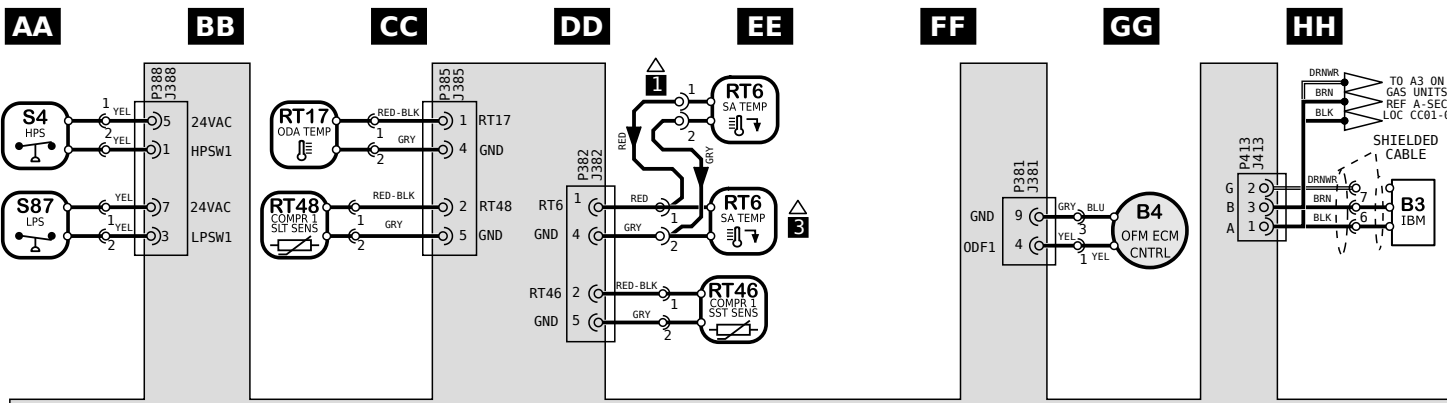 AA BB CC DD EE FF GG HH
P388
J388
S4
HPS
1 YEL
2 YEL
5 24VAC
1 HPSW1
S87
LPS
YEL
1 YEL
2
7 24VAC
3 LPSW1
P385
J385
RT17
ODA TEMP
RED-BLK
1
GRY
2
1 RT17
4 GND
RT48
COMPR 1
SLT SENS
RED-BLK
1
GRY
2
2 RT48
5 GND
P382
J382
RT6 1
GND 4
RT46 2
GND 5
1
1
2
RED
GRY
RT6
SA TEMP
RED
1
GRY
2
RT6
SA TEMP
3
RED-BLK
1
GRY
2
RT46
COMPR 1
SST SENS
P381
J381
GND 9
ODF1 4
GRY BLU
3
YEL
1 YEL
B4
OFM ECM
CNTRL
P413
J413
G 2
B 3
A 1
DRNWR
BRN
BLK
TO A3 ON
GAS UNITS
REF A-SEC
LOC CC01-
SHIELDED
CABLE
DRNWR
BRN 7
BLK 6
B3
IBM